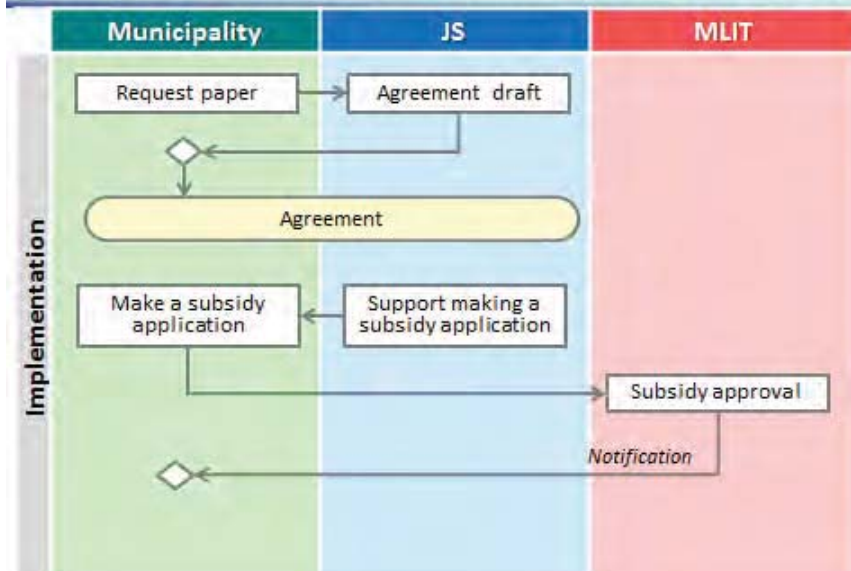 Municipality
JS
MLIT
Implementation
Request paper
Agreement draft
Agreement
Make a subsidy
application
Support making a
subsidy application
Subsidy approval
Notification